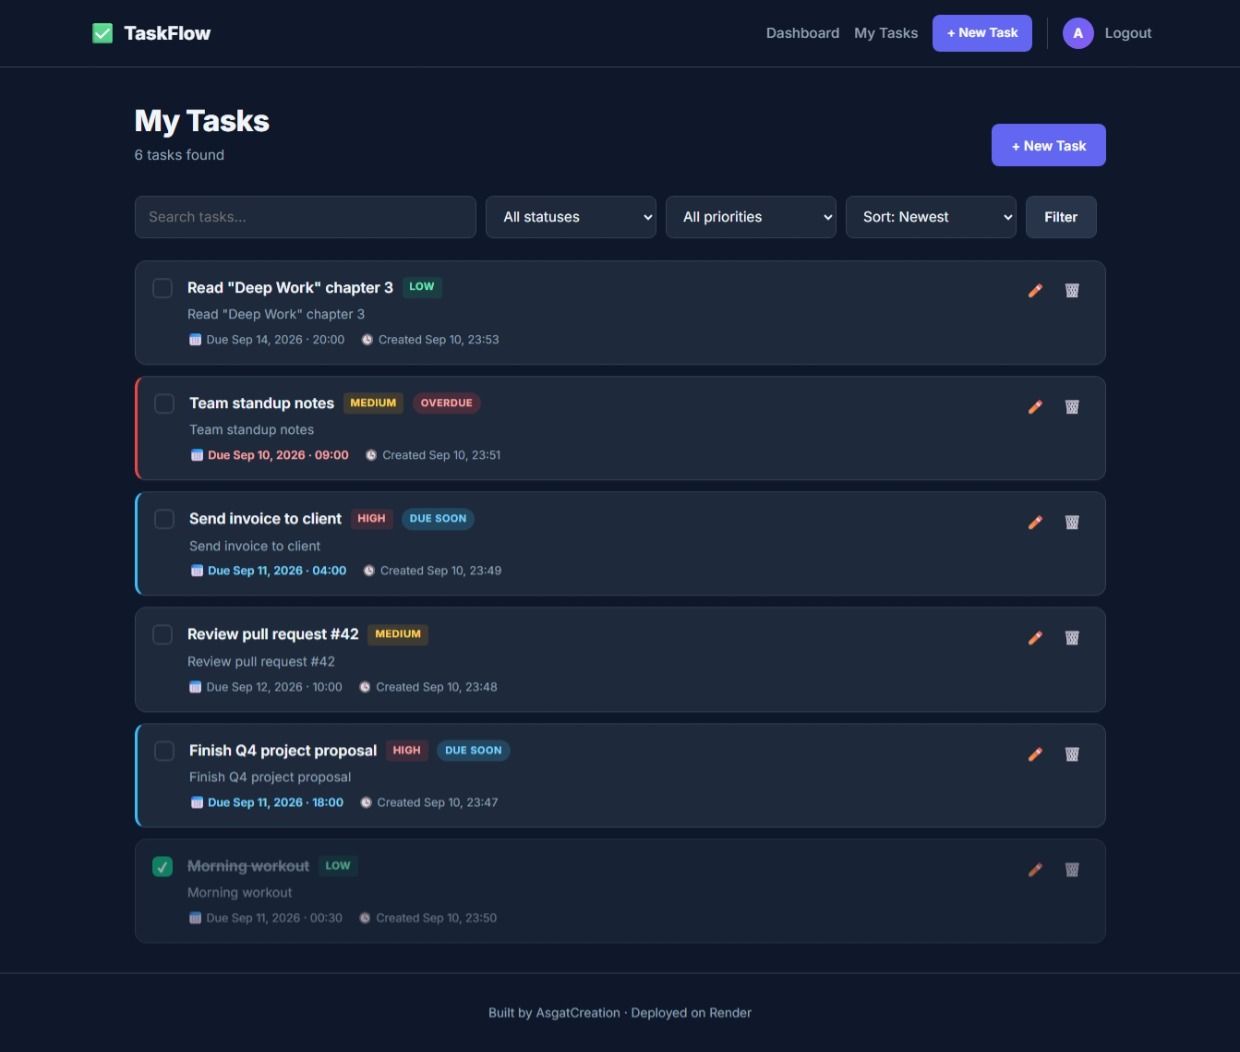 TaskFlow
Dashboard My Tasks + New Task A Logout
My Tasks
6 tasks found
+ New Task
Search tasks... All statuses All priorities Sort: Newest Filter
Read "Deep Work" chapter 3 LOW
Read "Deep Work" chapter 3
Due Sep 14, 2026 · 20:00 Created Sep 10, 23:53
Team standup notes MEDIUM OVERDUE
Team standup notes
Due Sep 10, 2026 · 09:00 Created Sep 10, 23:51
Send invoice to client HIGH DUE SOON
Send invoice to client
Due Sep 11, 2026 · 04:00 Created Sep 10, 23:49
Review pull request #42 MEDIUM
Review pull request #42
Due Sep 12, 2026 · 10:00 Created Sep 10, 23:48
Finish Q4 project proposal HIGH DUE SOON
Finish Q4 project proposal
Due Sep 11, 2026 · 18:00 Created Sep 10, 23:47
Morning workout LOW
Morning workout
Due Sep 11, 2026 · 00:30 Created Sep 10, 23:50
Built by AsgatCreation · Deployed on Render